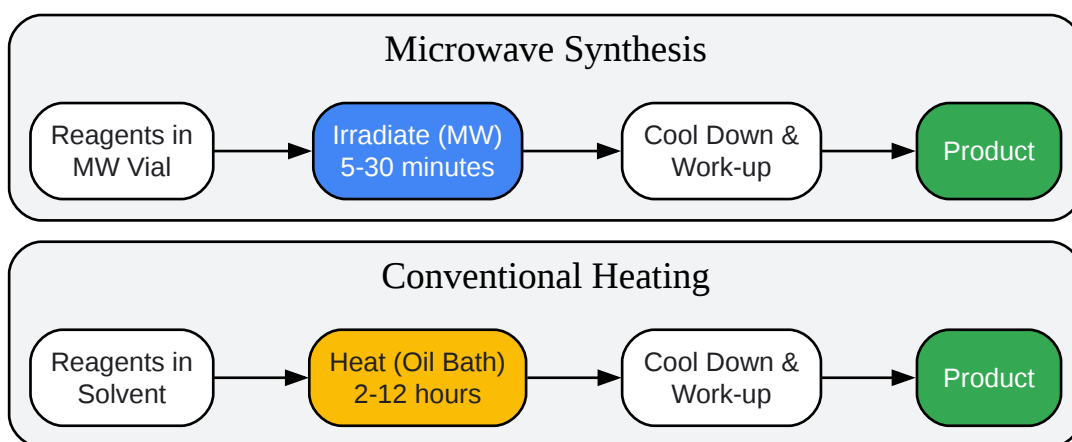 Microwave Synthesis
Reagents in
MW Vial
Irradiate (MW)
5-30 minutes
Cool Down &
Work-up
Product
Conventional Heating
Reagents in
Solvent
Heat (Oil Bath)
2-12 hours
Cool Down &
Work-up
Product